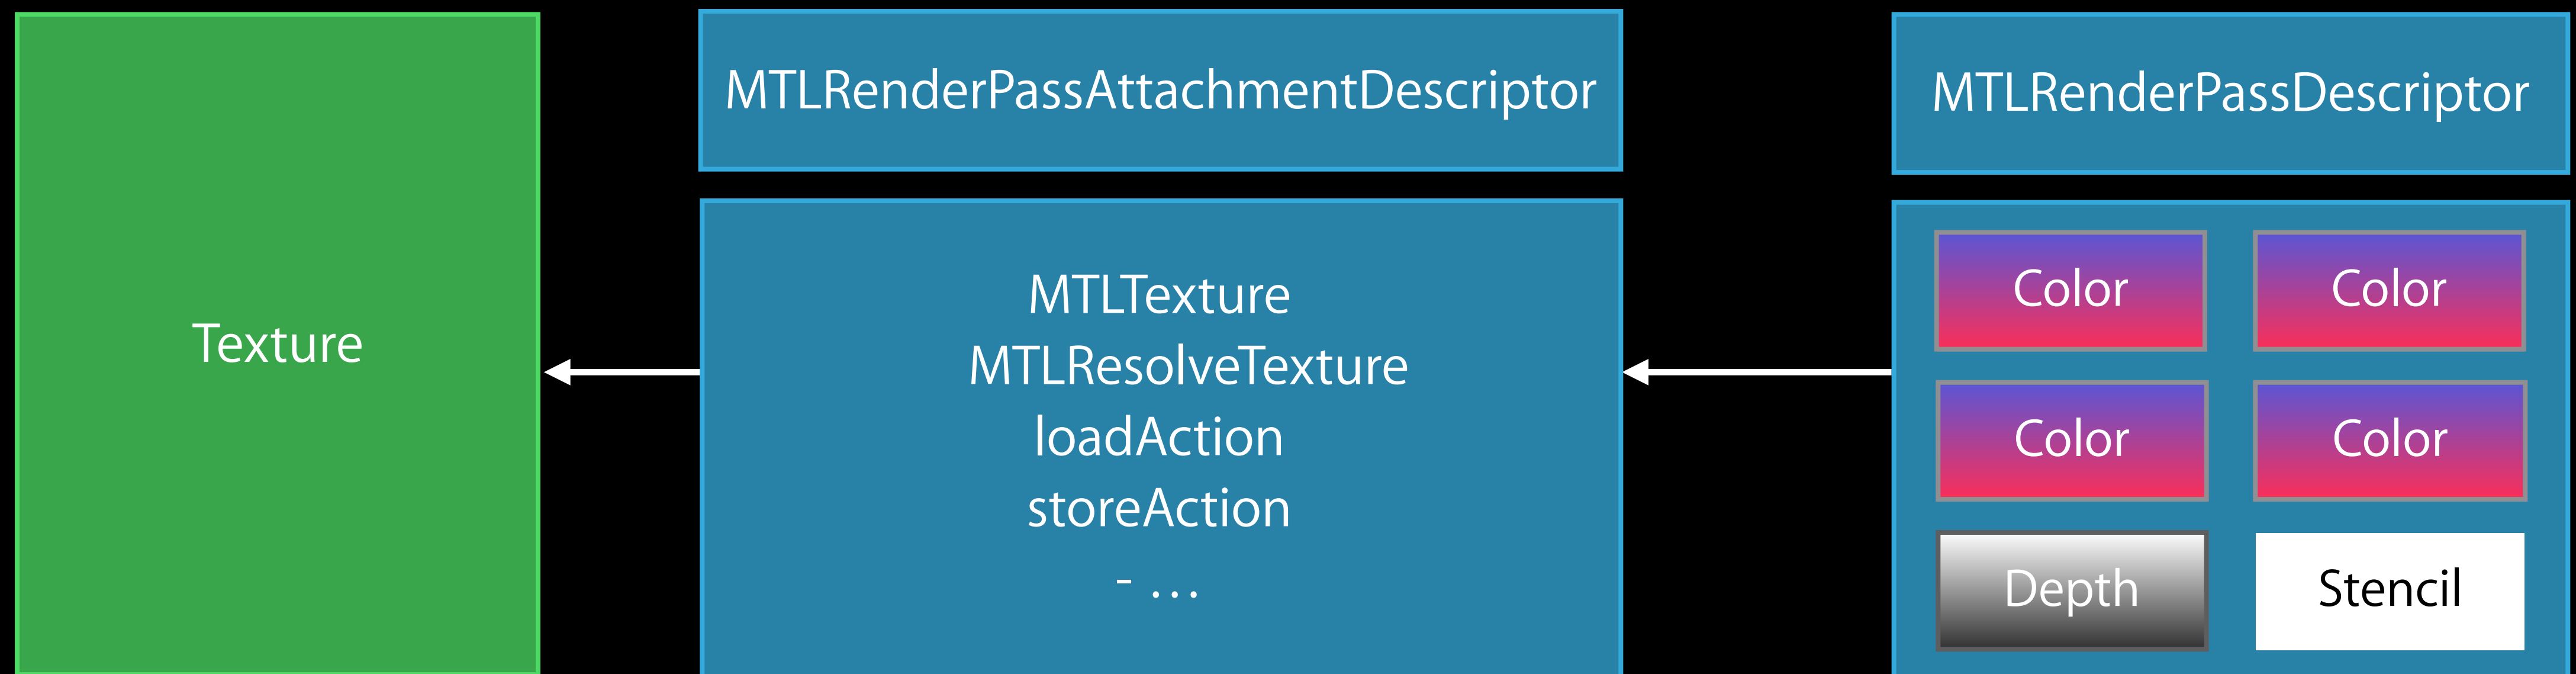 Texture
MTLRenderPassAttachmentDescriptor
MTLTexture
MTLResolveTexture
loadAction
storeAction
- …
MTLRenderPassDescriptor
Color
Color
Color
Color
Depth
Stencil